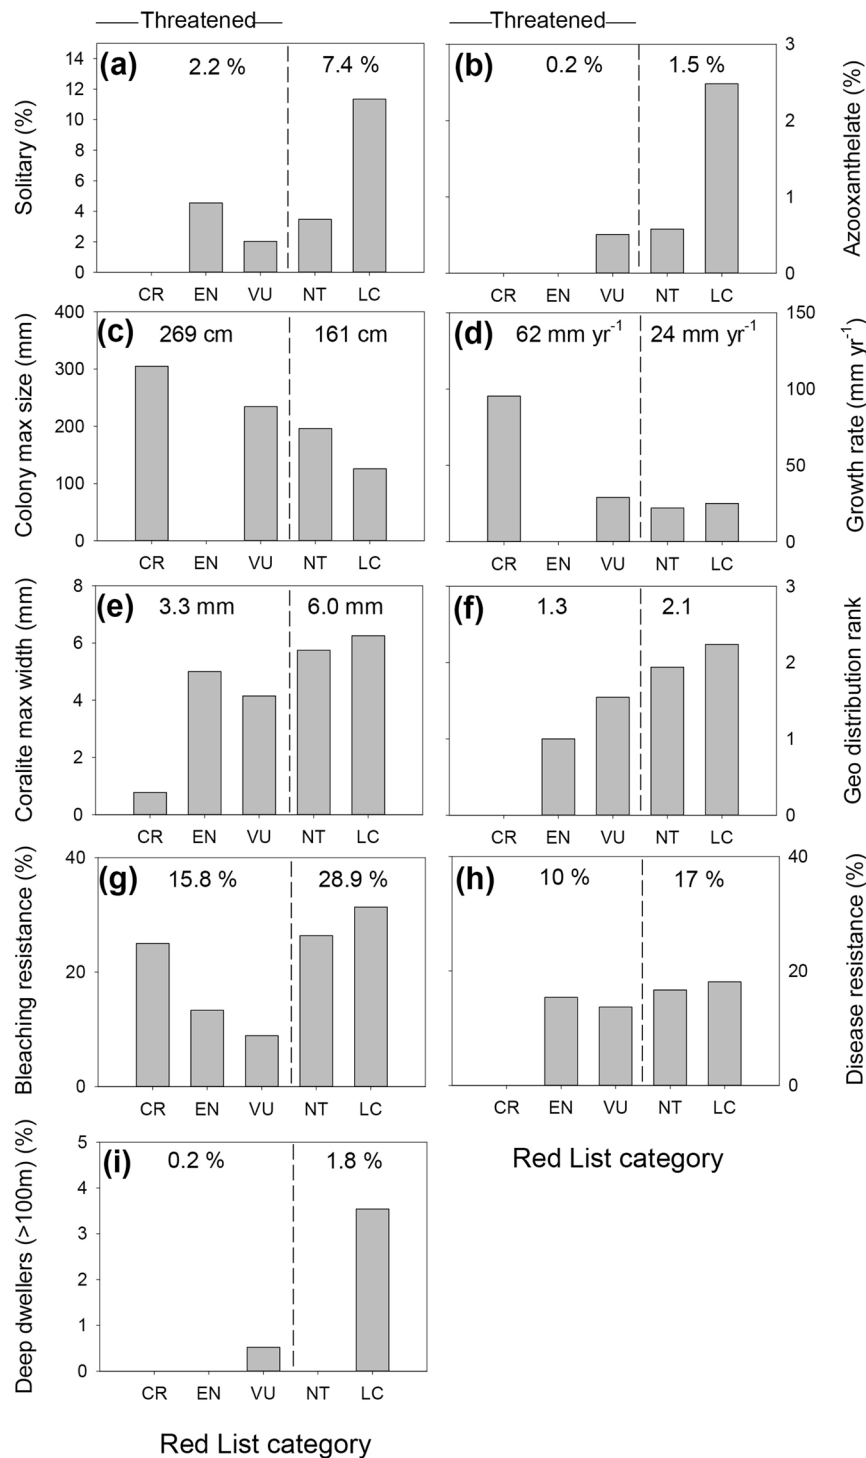 Threatened
Threatened
(a)
2.2 %
7.4 %
Solitary (%)
14
12
10
8
6
4
2
0
CR EN VU NT LC
(b)
0.2 %
1.5 %
Azooxanthelate (%)
3
2
1
0
CR EN VU NT LC
(c)
269 cm
161 cm
Colony max size (mm)
400
300
200
100
0
CR EN VU NT LC
(d)
62 mm yr-1
24 mm yr-1
Growth rate (mm yr-1)
150
100
50
0
CR EN VU NT LC
(e)
3.3 mm
6.0 mm
Coralite max width (mm)
8
6
4
2
0
CR EN VU NT LC
(f)
1.3
2.1
Geo distribution rank
3
2
1
0
CR EN VU NT LC
(g)
15.8 %
28.9 %
Bleaching resistance (%)
40
20
0
CR EN VU NT LC
(h)
10 %
17 %
Disease resistance (%)
40
20
0
CR EN VU NT LC
Red List category
(i)
0.2 %
1.8 %
Deep dwellers (>100m) (%)
5
4
3
2
1
0
CR EN VU NT LC
Red List category